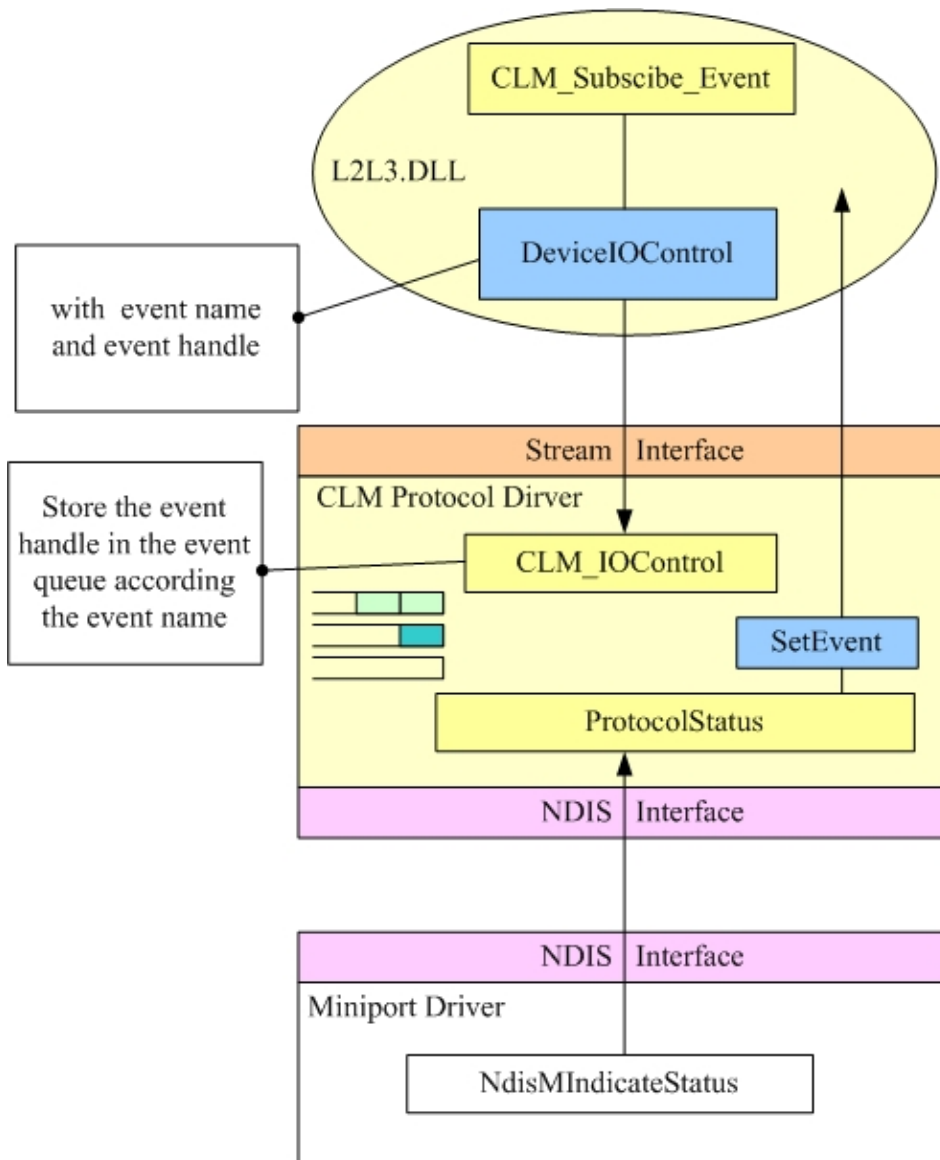 CLM_Subscibe_Event
L2L3.DLL
DeviceIOControl
with event name
and event handle
Stream Interface
CLM Protocol Dirver
Store the event
handle in the event
queue according
the event name
CLM_IOControl
SetEvent
ProtocolStatus
NDIS Interface
NDIS Interface
Miniport Driver
NdisMIndicateStatus